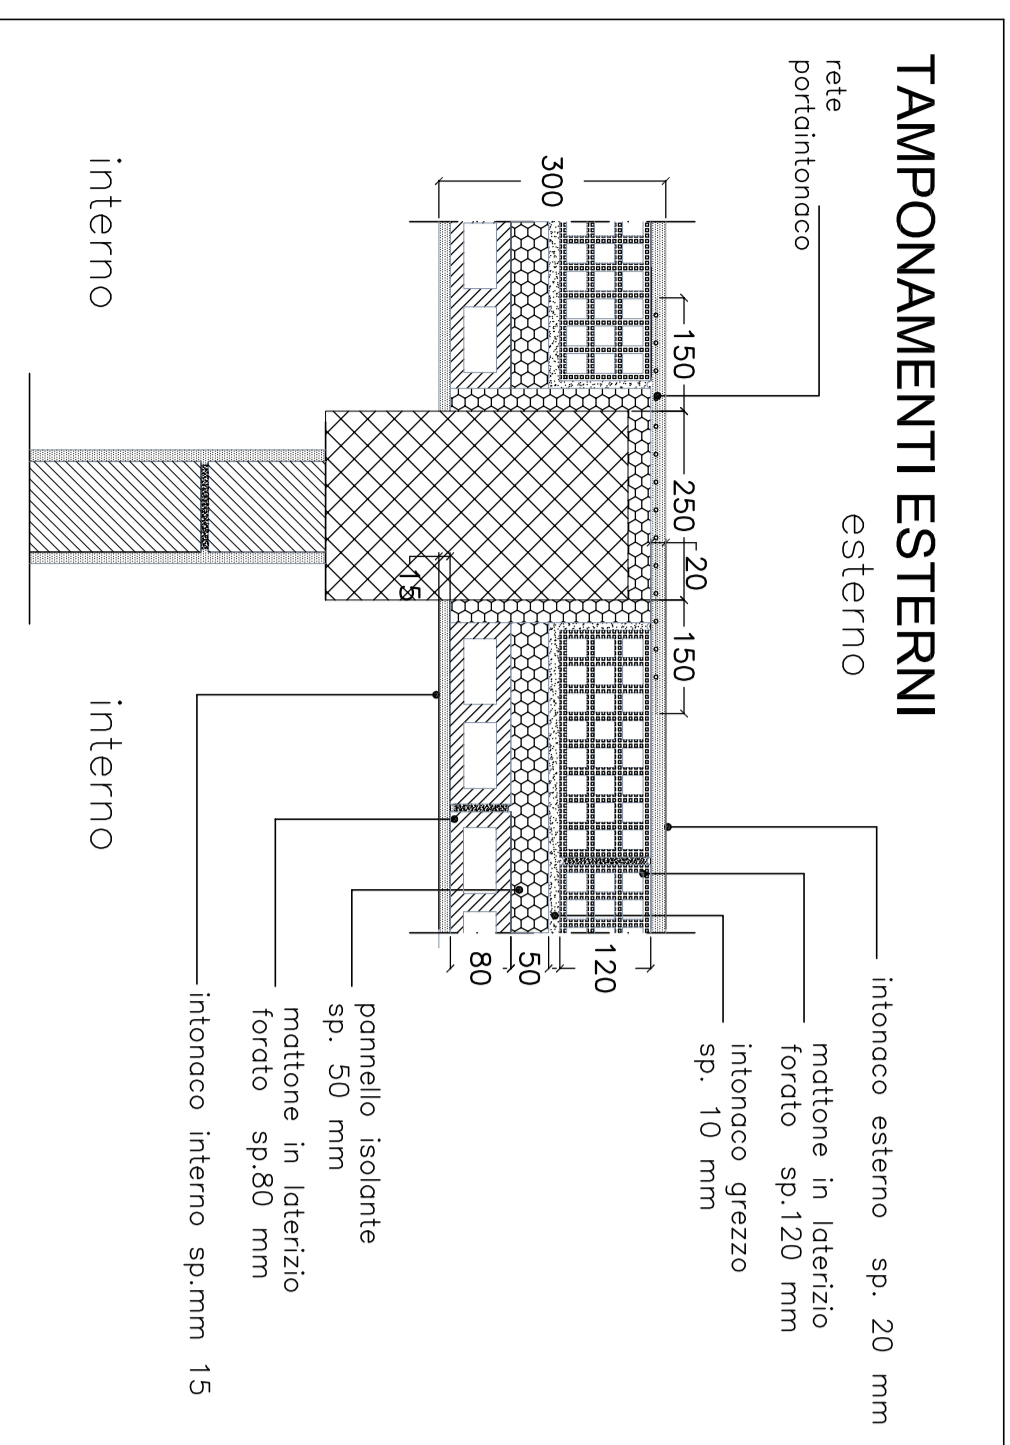 TAMPONAMENTI ESTERNI
rete
portaintonaco
esterno
300
150
250
20
150
15
120
50
80
interno
interno
intonaco esterno sp. 20 mm
mattone in laterizio
forato sp.120 mm
intonaco grezzo
sp. 10 mm
pannello isolante
sp. 50 mm
mattone in laterizio
forato sp.80 mm
intonaco interno sp.mm 15